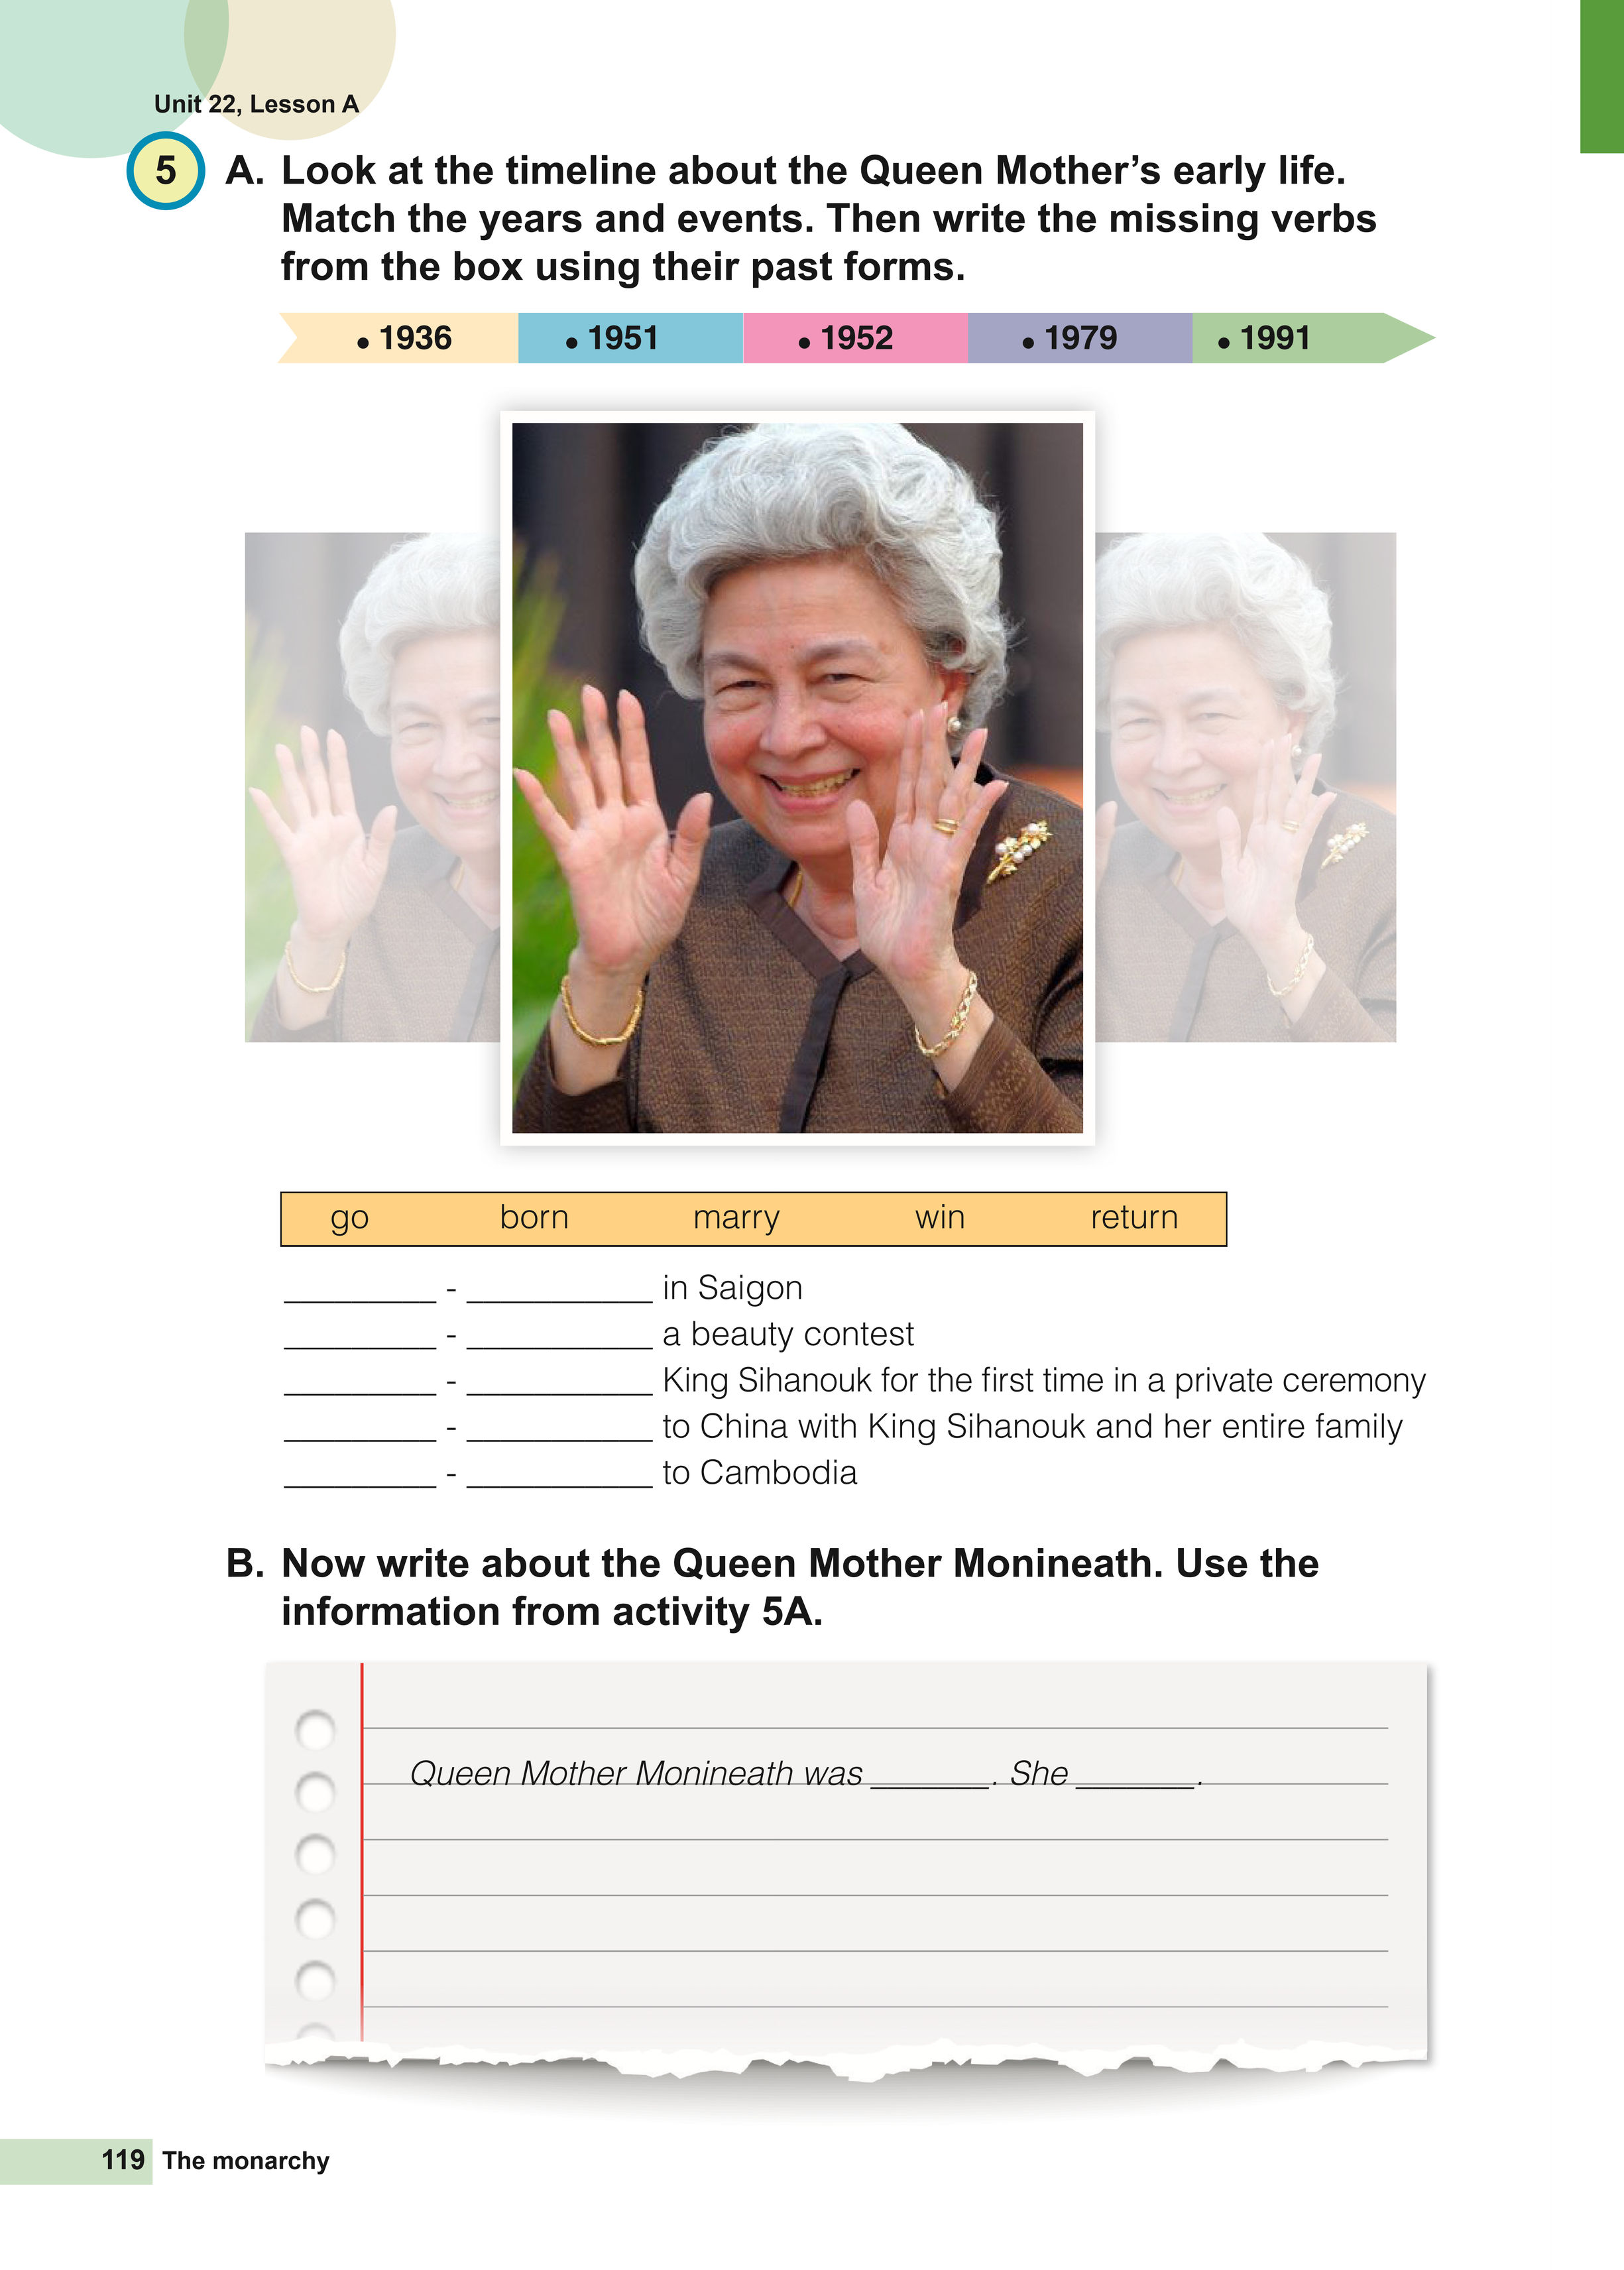 Unit 22, Lesson A
5 A. Look at the timeline about the Queen Mother’s early life.
Match the years and events. Then write the missing verbs
from the box using their past forms.
• 1936 • 1951 • 1952 • 1979 • 1991
go born marry win return
_________ - ___________ in Saigon
_________ - ___________ a beauty contest
_________ - ___________ King Sihanouk for the first time in a private ceremony
_________ - ___________ to China with King Sihanouk and her entire family
_________ - ___________ to Cambodia
B. Now write about the Queen Mother Monineath. Use the
information from activity 5A.
Queen Mother Monineath was _______. She _______.
119 The monarchy